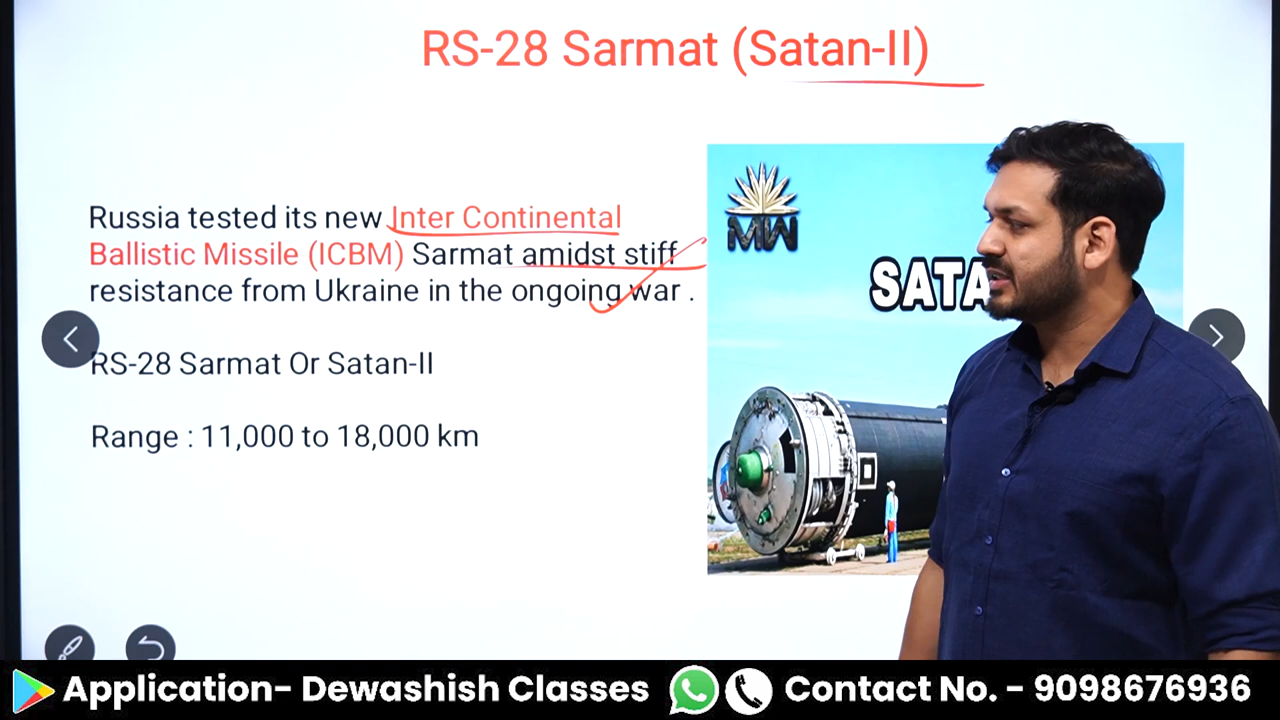 RS-28 Sarmat (Satan-II)
MW
SATA
Russia tested its new Inter Continental
Ballistic Missile (ICBM) Sarmat amidst stiff
resistance from Ukraine in the ongoing war .
RS-28 Sarmat Or Satan-II
Range : 11,000 to 18,000 km
Application- Dewashish Classes
Contact No. - 9098676936